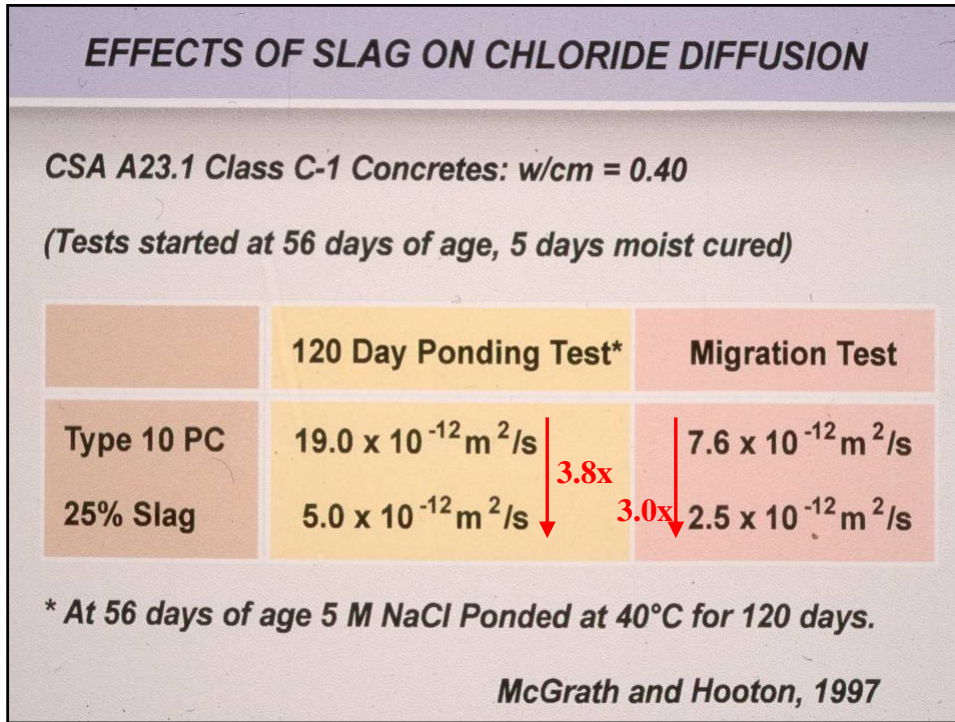 EFFECTS OF SLAG ON CHLORIDE DIFFUSION
CSA A23.1 Class C-1 Concretes: w/cm = 0.40
(Tests started at 56 days of age, 5 days moist cured)
120 Day Ponding Test* Migration Test
Type 10 PC 19.0 x 10⁻¹² m²/s 7.6 x 10⁻¹² m²/s
3.8x
25% Slag 5.0 x 10⁻¹² m²/s 3.0x 2.5 x 10⁻¹² m²/s
* At 56 days of age 5 M NaCl Ponded at 40°C for 120 days.
McGrath and Hooton, 1997